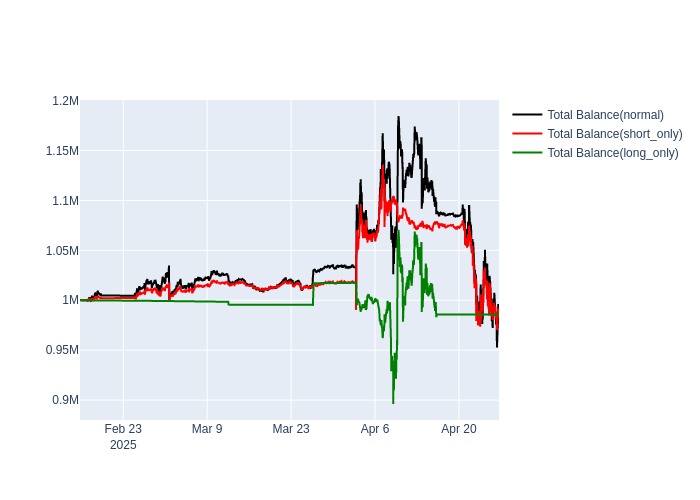 1.2M
1.15M
1.1M
1.05M
1M
0.95M
0.9M
Feb 23
2025
Mar 9
Mar 23
Apr 6
Apr 20
Total Balance(normal)
Total Balance(short_only)
Total Balance(long_only)